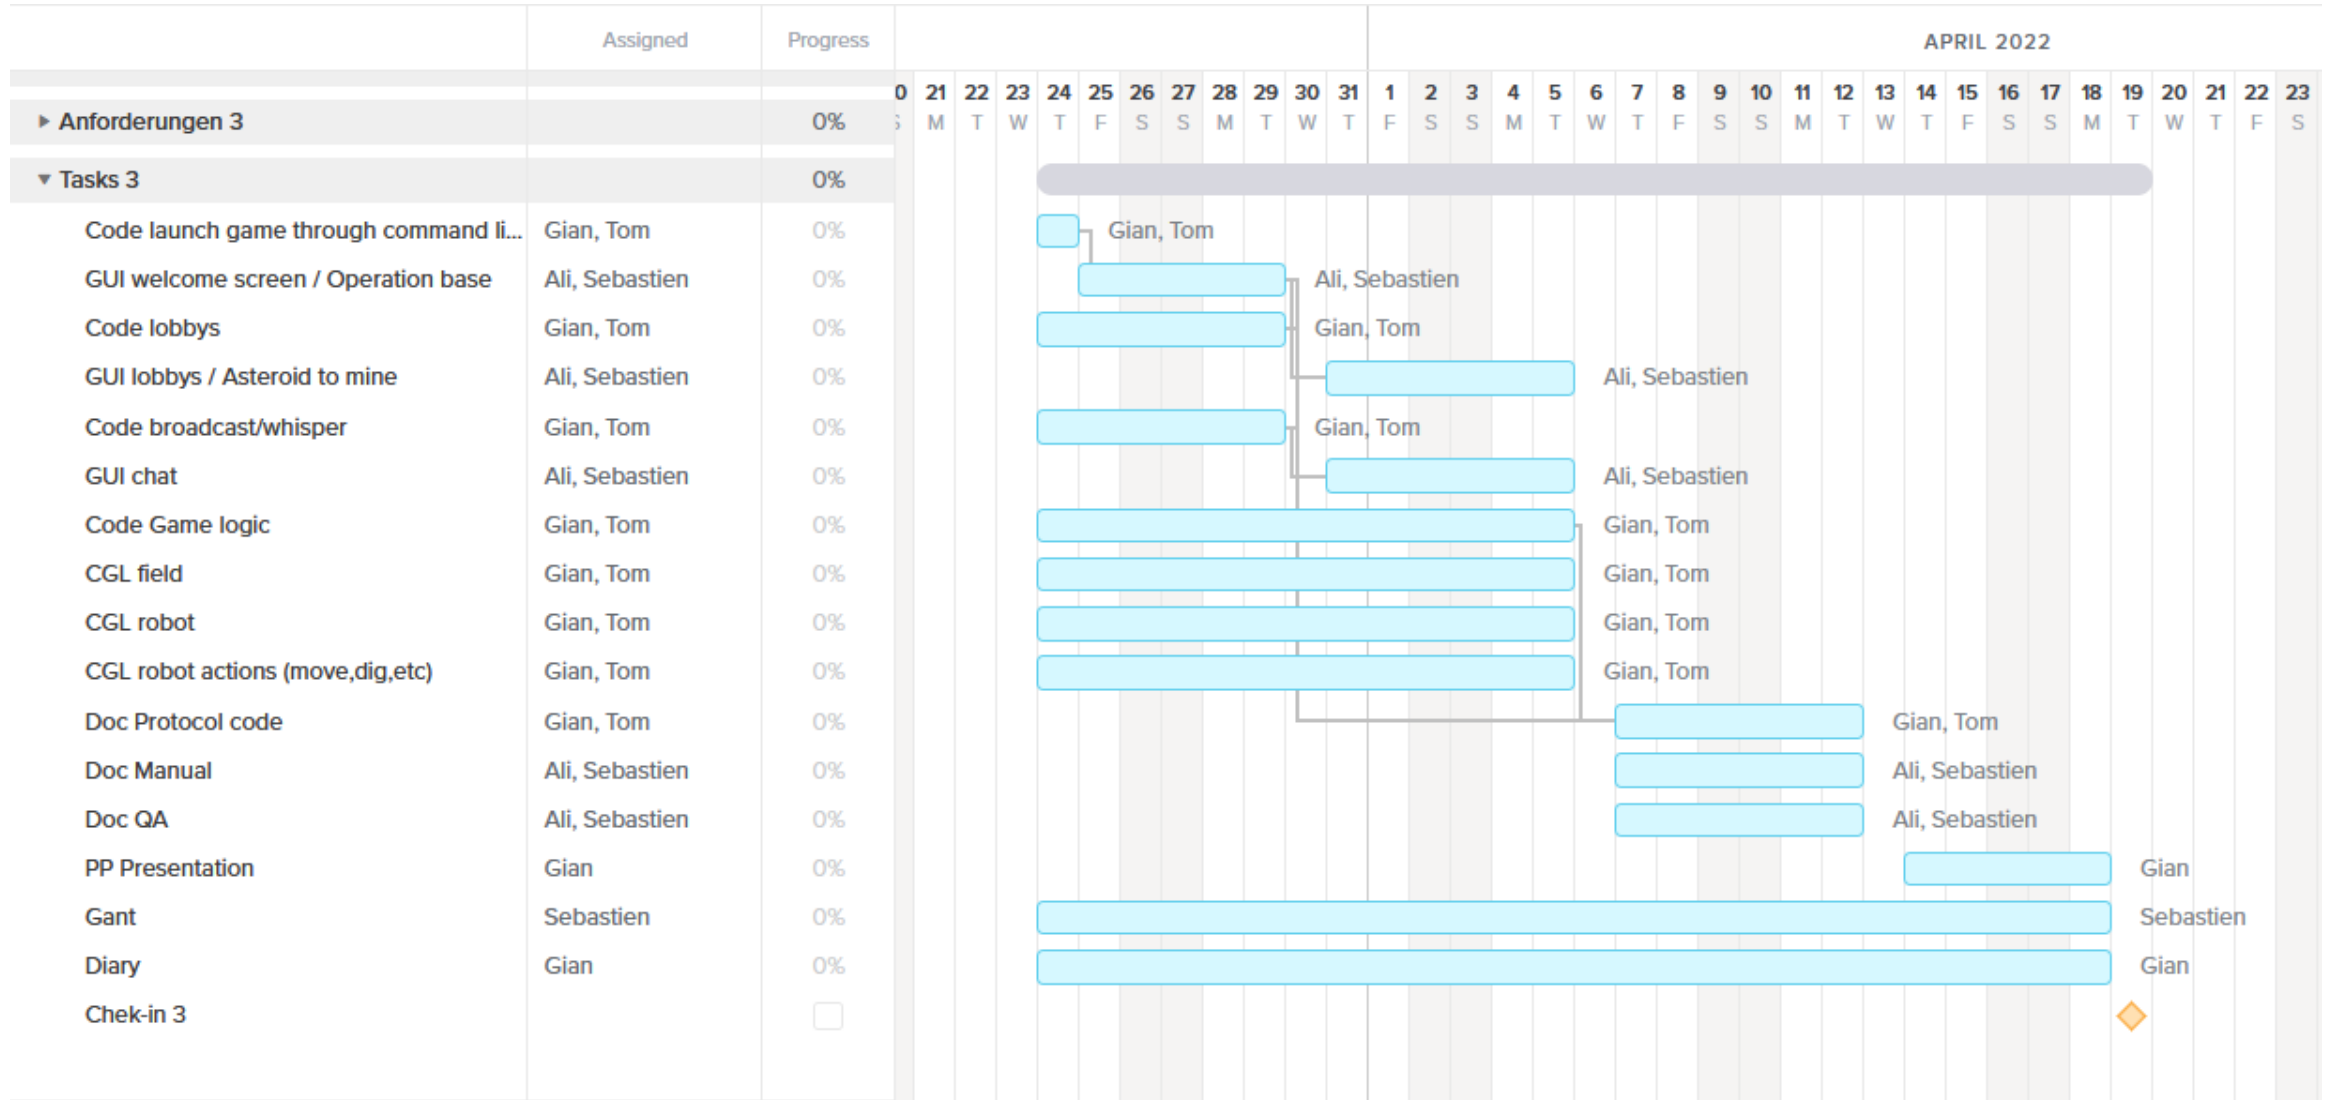 Assigned Progress APRIL 2022
0 21 22 23 24 25 26 27 28 29 30 31 1 2 3 4 5 6 7 8 9 10 11 12 13 14 15 16 17 18 19 20 21 22 23
Anforderungen 3 0% S M T W T F S S M T W T F S S M T W T F S S M T W T F S S M T W T F S
Tasks 3 0%
Code launch game through command li... Gian, Tom 0% Gian, Tom
GUI welcome screen / Operation base Ali, Sebastien 0% Ali, Sebastien
Code lobbys Gian, Tom 0% Gian, Tom
GUI lobbys / Asteroid to mine Ali, Sebastien 0% Ali, Sebastien
Code broadcast/whisper Gian, Tom 0% Gian, Tom
GUI chat Ali, Sebastien 0% Ali, Sebastien
Code Game logic Gian, Tom 0% Gian, Tom
CGL field Gian, Tom 0% Gian, Tom
CGL robot Gian, Tom 0% Gian, Tom
CGL robot actions (move,dig,etc) Gian, Tom 0% Gian, Tom
Doc Protocol code Gian, Tom 0% Gian, Tom
Doc Manual Ali, Sebastien 0% Ali, Sebastien
Doc QA Ali, Sebastien 0% Ali, Sebastien
PP Presentation Gian 0% Gian
Gant Sebastien 0% Sebastien
Diary Gian 0% Gian
Chek-in 3